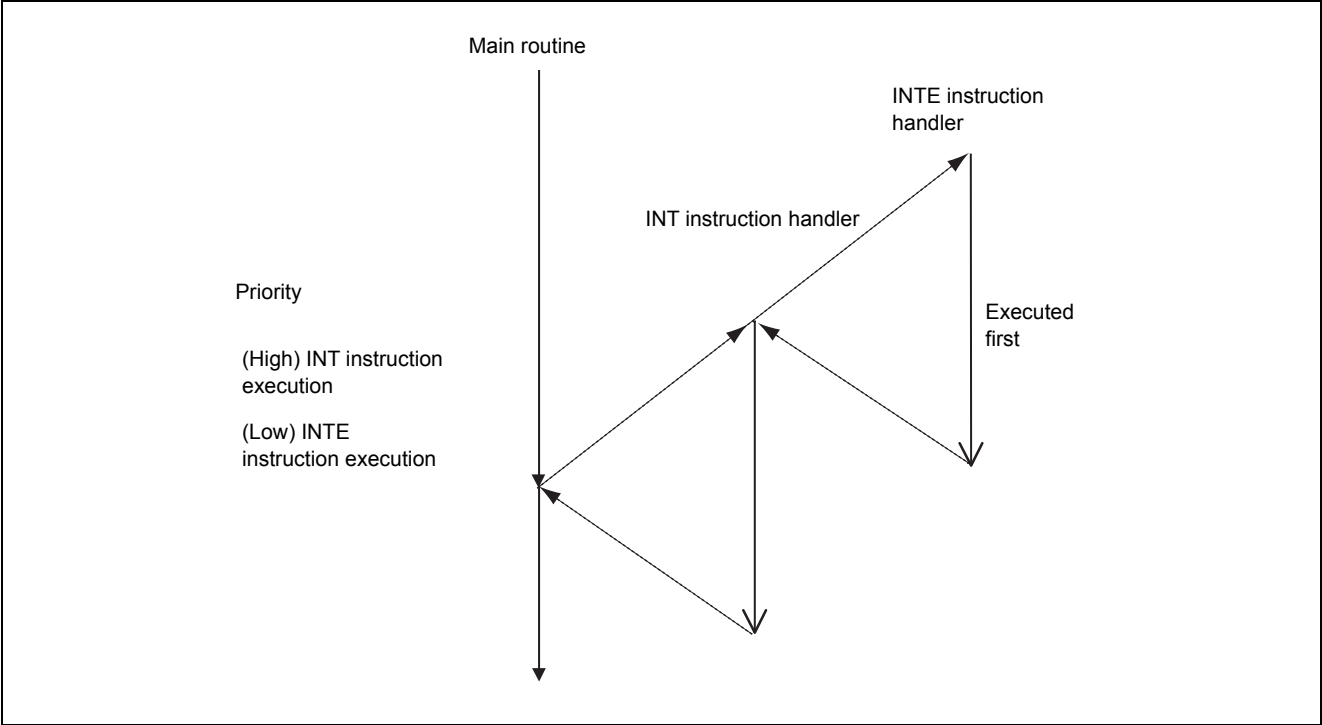 Main routine
INTE instruction
handler
INT instruction handler
Priority
Executed
first
(High) INT instruction
execution
(Low) INTE
instruction execution